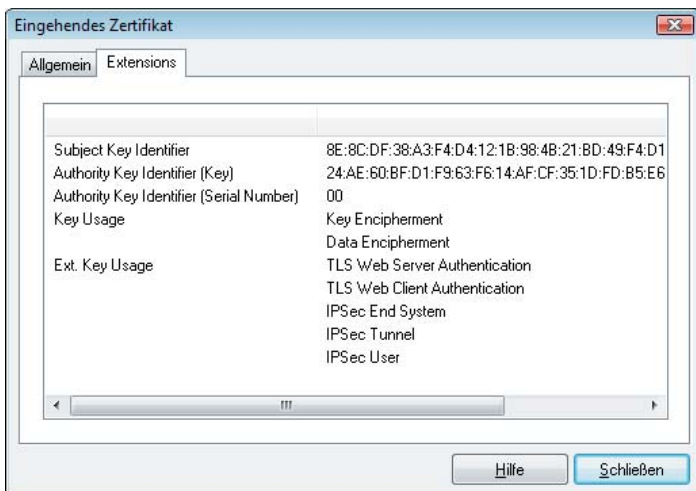 Eingehendes Zertifikat
Allgemein Extensions
Subject Key Identifier 8E:8C:DF:38:A3:F4:D4:12:1B:98:4B:21:BD:49:F4:D1
Authority Key Identifier (Key) 24:AE:60:BF:D1:F9:63:F6:14:AF:CF:35:1D:FD:B5:E6
Authority Key Identifier (Serial Number) 00
Key Usage Key Encipherment
Data Encipherment
Ext. Key Usage TLS Web Server Authentication
TLS Web Client Authentication
IPSec End System
IPSec Tunnel
IPSec User
Hilfe Schließen